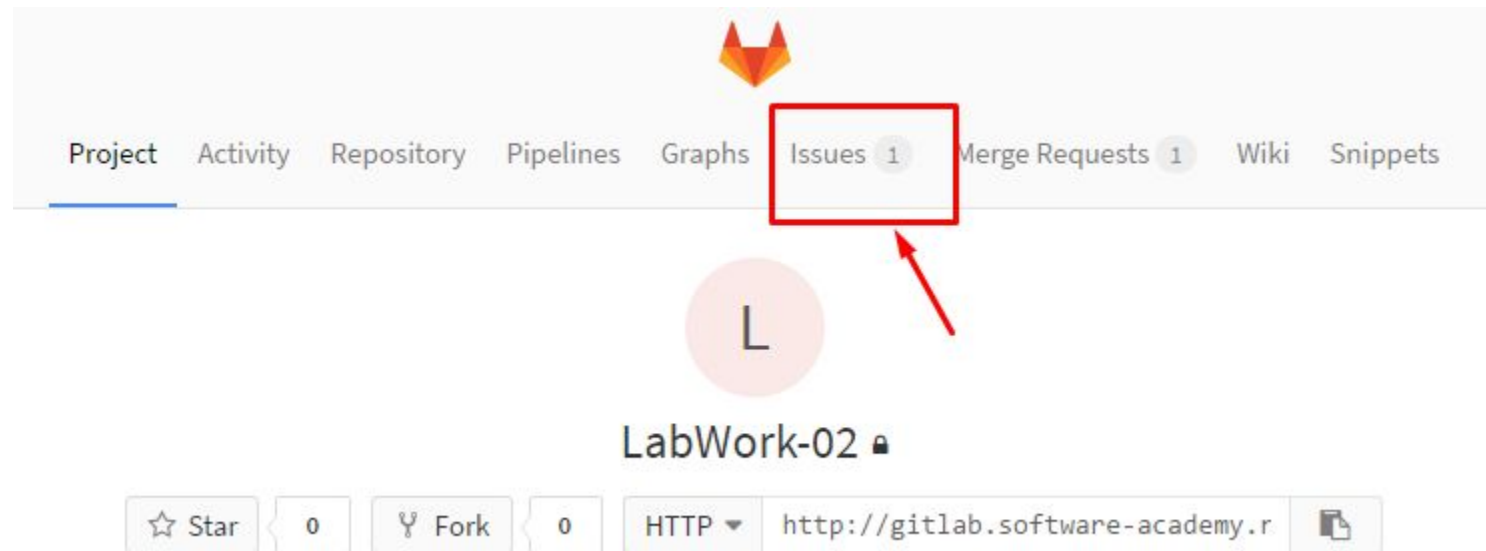 Project Activity Repository Pipelines Graphs Issues 1 Merge Requests 1 Wiki Snippets
L
LabWork-02
Star 0 Fork 0 HTTP http://gitlab.software-academy.r